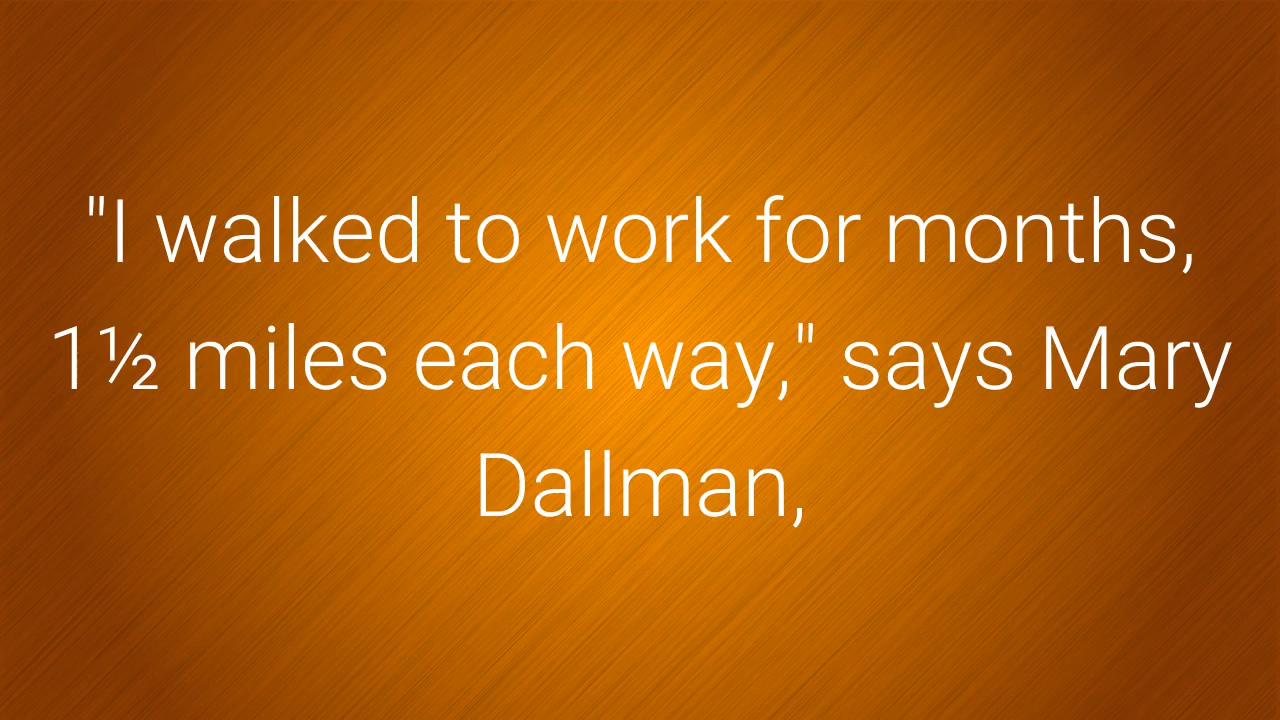 "I walked to work for months,
1½ miles each way," says Mary
Dallman,